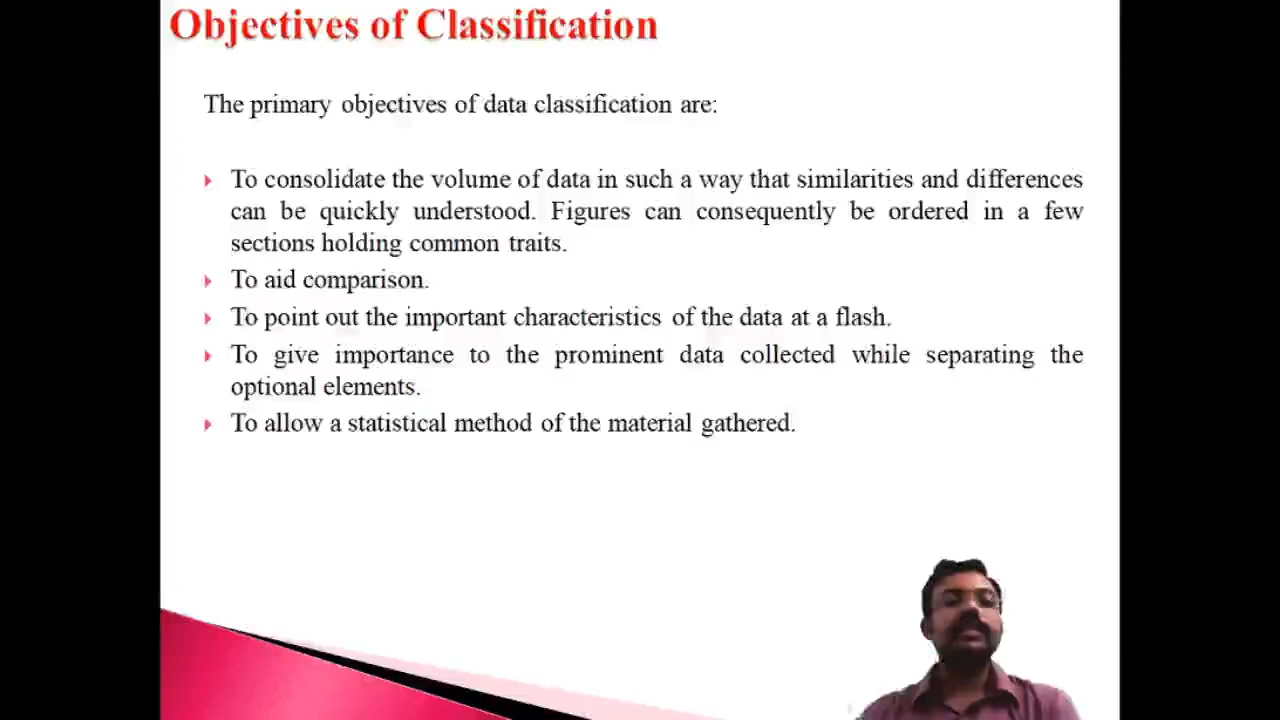 Objectives of Classification
The primary objectives of data classification are:
To consolidate the volume of data in such a way that similarities and differences
can be quickly understood. Figures can consequently be ordered in a few
sections holding common traits.
To aid comparison.
To point out the important characteristics of the data at a flash.
To give importance to the prominent data collected while separating the
optional elements.
To allow a statistical method of the material gathered.